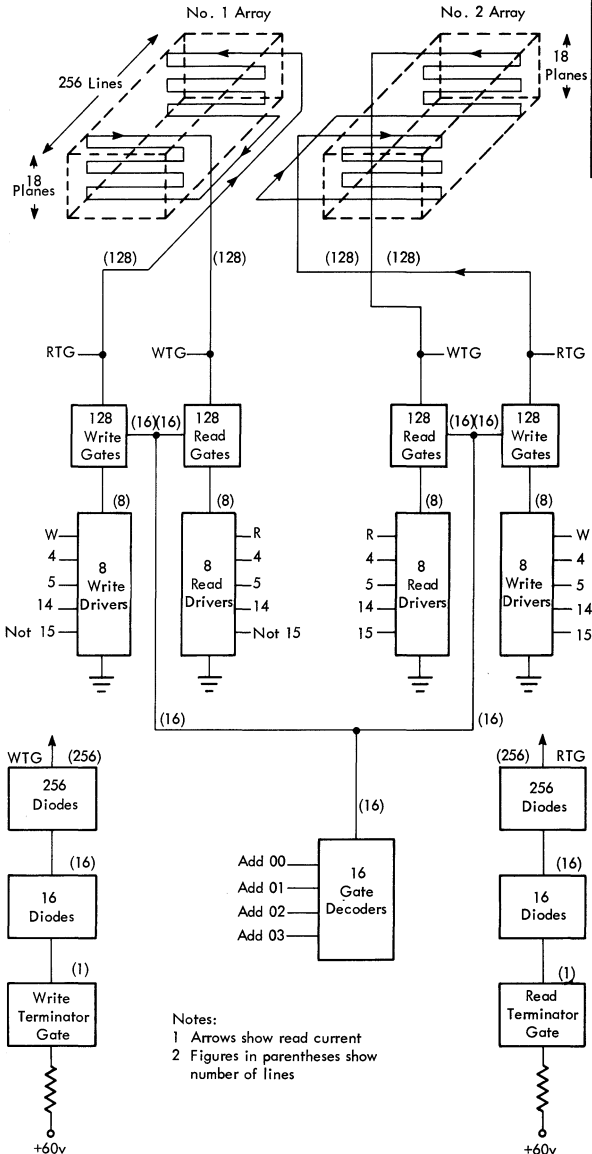 No. 1 Array
No. 2 Array
256 Lines
18
Planes
18
Planes
(128)
(128)
(128)
(128)
RTG
WTG
WTG
RTG
128
Write
Gates
(16)(16)
128
Read
Gates
128
Read
Gates
(16)(16)
128
Write
Gates
(8)
(8)
(8)
(8)
W
4
5
14
Not 15
8
Write
Drivers
8
Read
Drivers
R
4
5
14
Not 15
R
4
5
14
15
8
Read
Drivers
8
Write
Drivers
W
4
5
14
15
(16)
(16)
WTG
(256)
256
Diodes
(16)
16
Diodes
(1)
Write
Terminator
Gate
+60v
(16)
Add 00
Add 01
Add 02
Add 03
16
Gate
Decoders
(256)
RTG
256
Diodes
(16)
16
Diodes
(1)
Read
Terminator
Gate
+60v
Notes:
1 Arrows show read current
2 Figures in parentheses show
number of lines